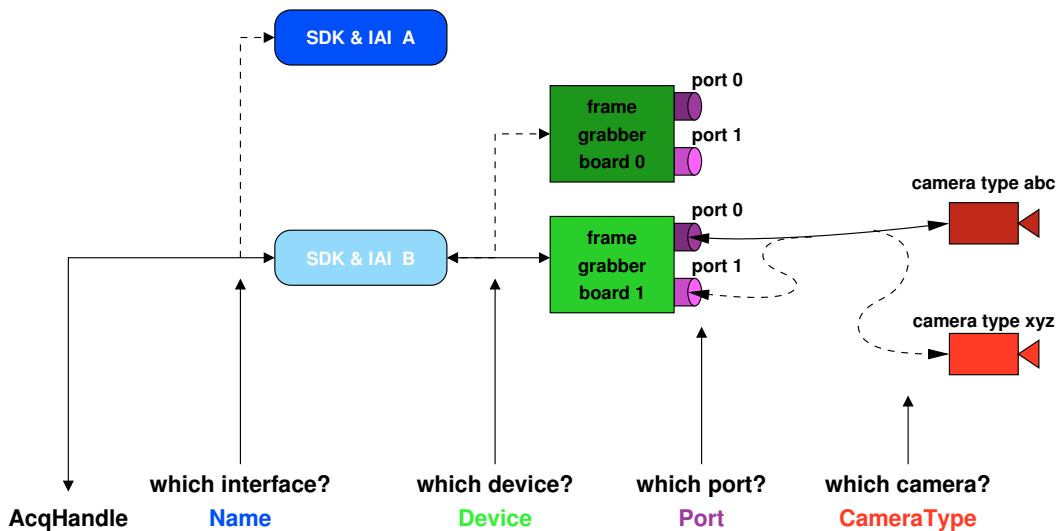 SDK & IAI A
port 0
frame
grabber
board 0
port 1
camera type abc
port 0
SDK & IAI B
frame
grabber
board 1
port 1
camera type xyz
which interface?
which device?
which port?
which camera?
AcqHandle
Name
Device
Port
CameraType